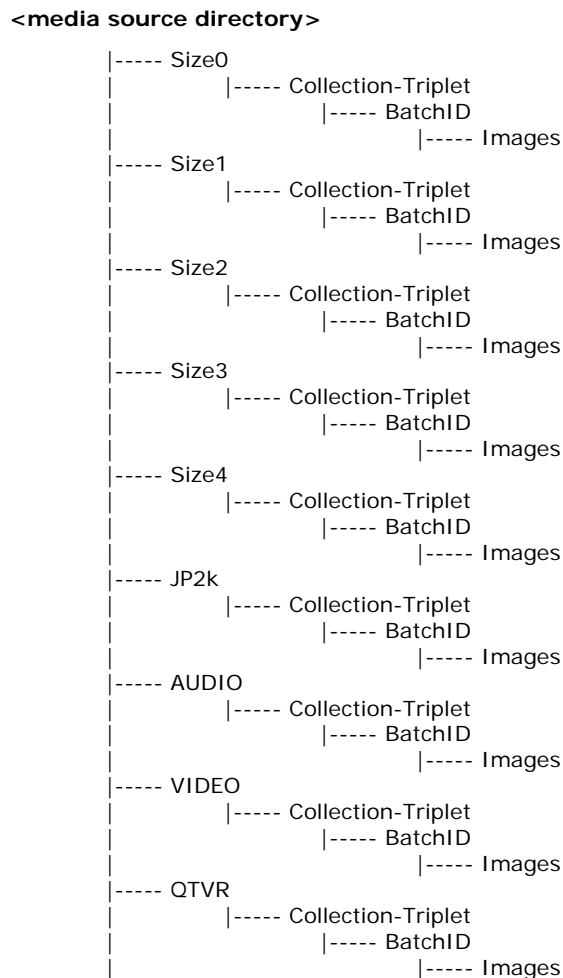 <media source directory>
|----- Size0
| |----- Collection-Triplet
| |----- BatchID
| |----- Images
|----- Size1
| |----- Collection-Triplet
| |----- BatchID
| |----- Images
|----- Size2
| |----- Collection-Triplet
| |----- BatchID
| |----- Images
|----- Size3
| |----- Collection-Triplet
| |----- BatchID
| |----- Images
|----- Size4
| |----- Collection-Triplet
| |----- BatchID
| |----- Images
|----- JP2k
| |----- Collection-Triplet
| |----- BatchID
| |----- Images
|----- AUDIO
| |----- Collection-Triplet
| |----- BatchID
| |----- Images
|----- VIDEO
| |----- Collection-Triplet
| |----- BatchID
| |----- Images
|----- QTVR
| |----- Collection-Triplet
| |----- BatchID
| |----- Images